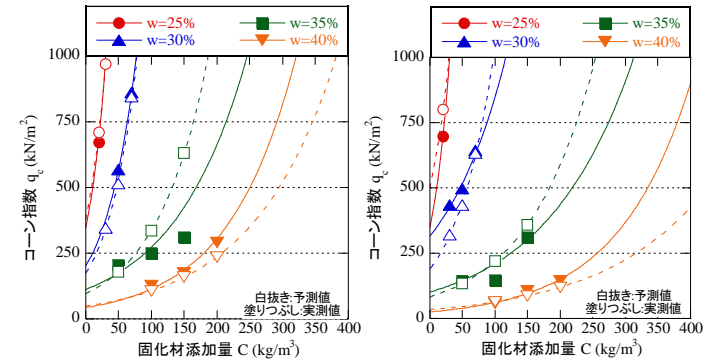 w=25%
w=35%
w=30%
w=40%
1000
750
500
250
0
コーン指数 q_c (kN/m²)
白抜き:予測値
塗りつぶし:実測値
0 50 100 150 200 250 300 350 400
固化材添加量 C (kg/m³)
w=25%
w=35%
w=30%
w=40%
1000
750
500
250
0
コーン指数 q_c (kN/m²)
白抜き:予測値
塗りつぶし:実測値
0 50 100 150 200 250 300 350 400
固化材添加量 C (kg/m³)